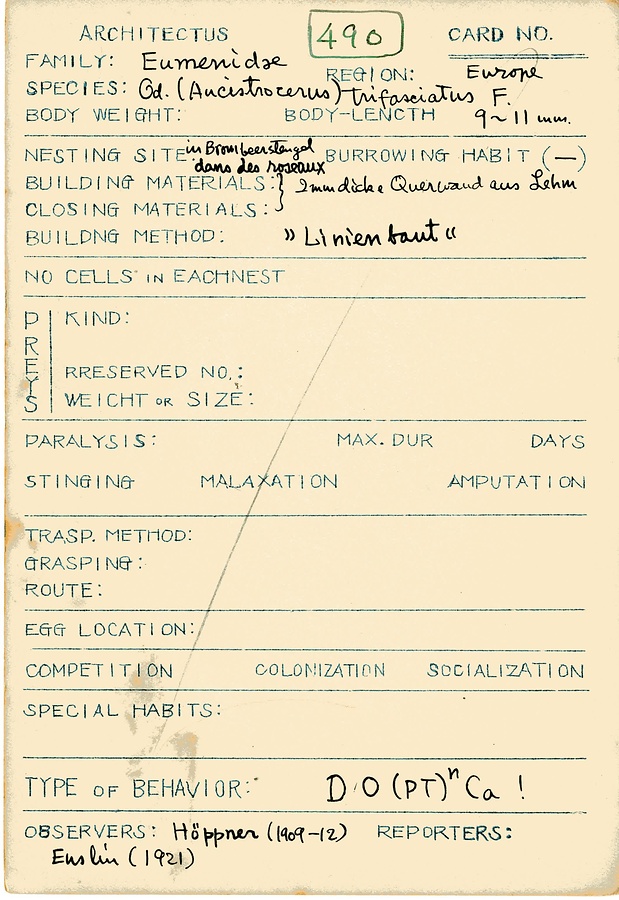 ARCHITECTUS 490 CARD NO.
FAMILY: Eumenidae REGION: Europe
SPECIES: Od. (Ancistrocerus) trifasciatus F.
BODY WEIGHT: BODY-LENGTH 9~11 mm.
NESTING SITE in Brombeerstengel dans des roseaux BURROWING HABIT (—)
BUILDING MATERIALS: } 2mm dicke Querwand aus Lehm
CLOSING MATERIALS:
BUILDNG METHOD: "Linienbaut"
NO CELLS IN EACHNEST
PREYS
KIND:
RRESERVED NO.:
WEIGHT OR SIZE:
PARALYSIS: MAX. DUR DAYS
STINGING MALAXATION AMPUTATION
TRASP. METHOD:
GRASPING:
ROUTE:
EGG LOCATION:
COMPETITION COLONIZATION SOCIALIZATION
SPECIAL HABITS:
TYPE OF BEHAVIOR: D O (PT)ⁿ Ca !
OBSERVERS: Höppner (1909-12) REPORTERS:
Enslin (1921)